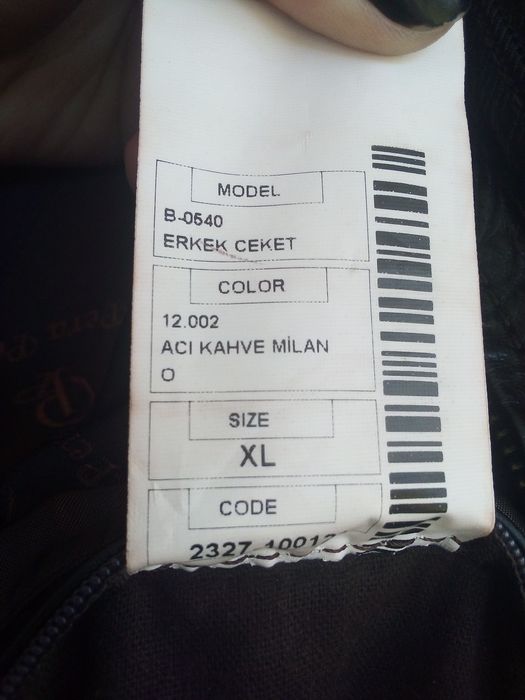 MODEL
B-0540
ERKEK CEKET
COLOR
12.002
ACI KAHVE MİLAN
O
SIZE
XL
CODE